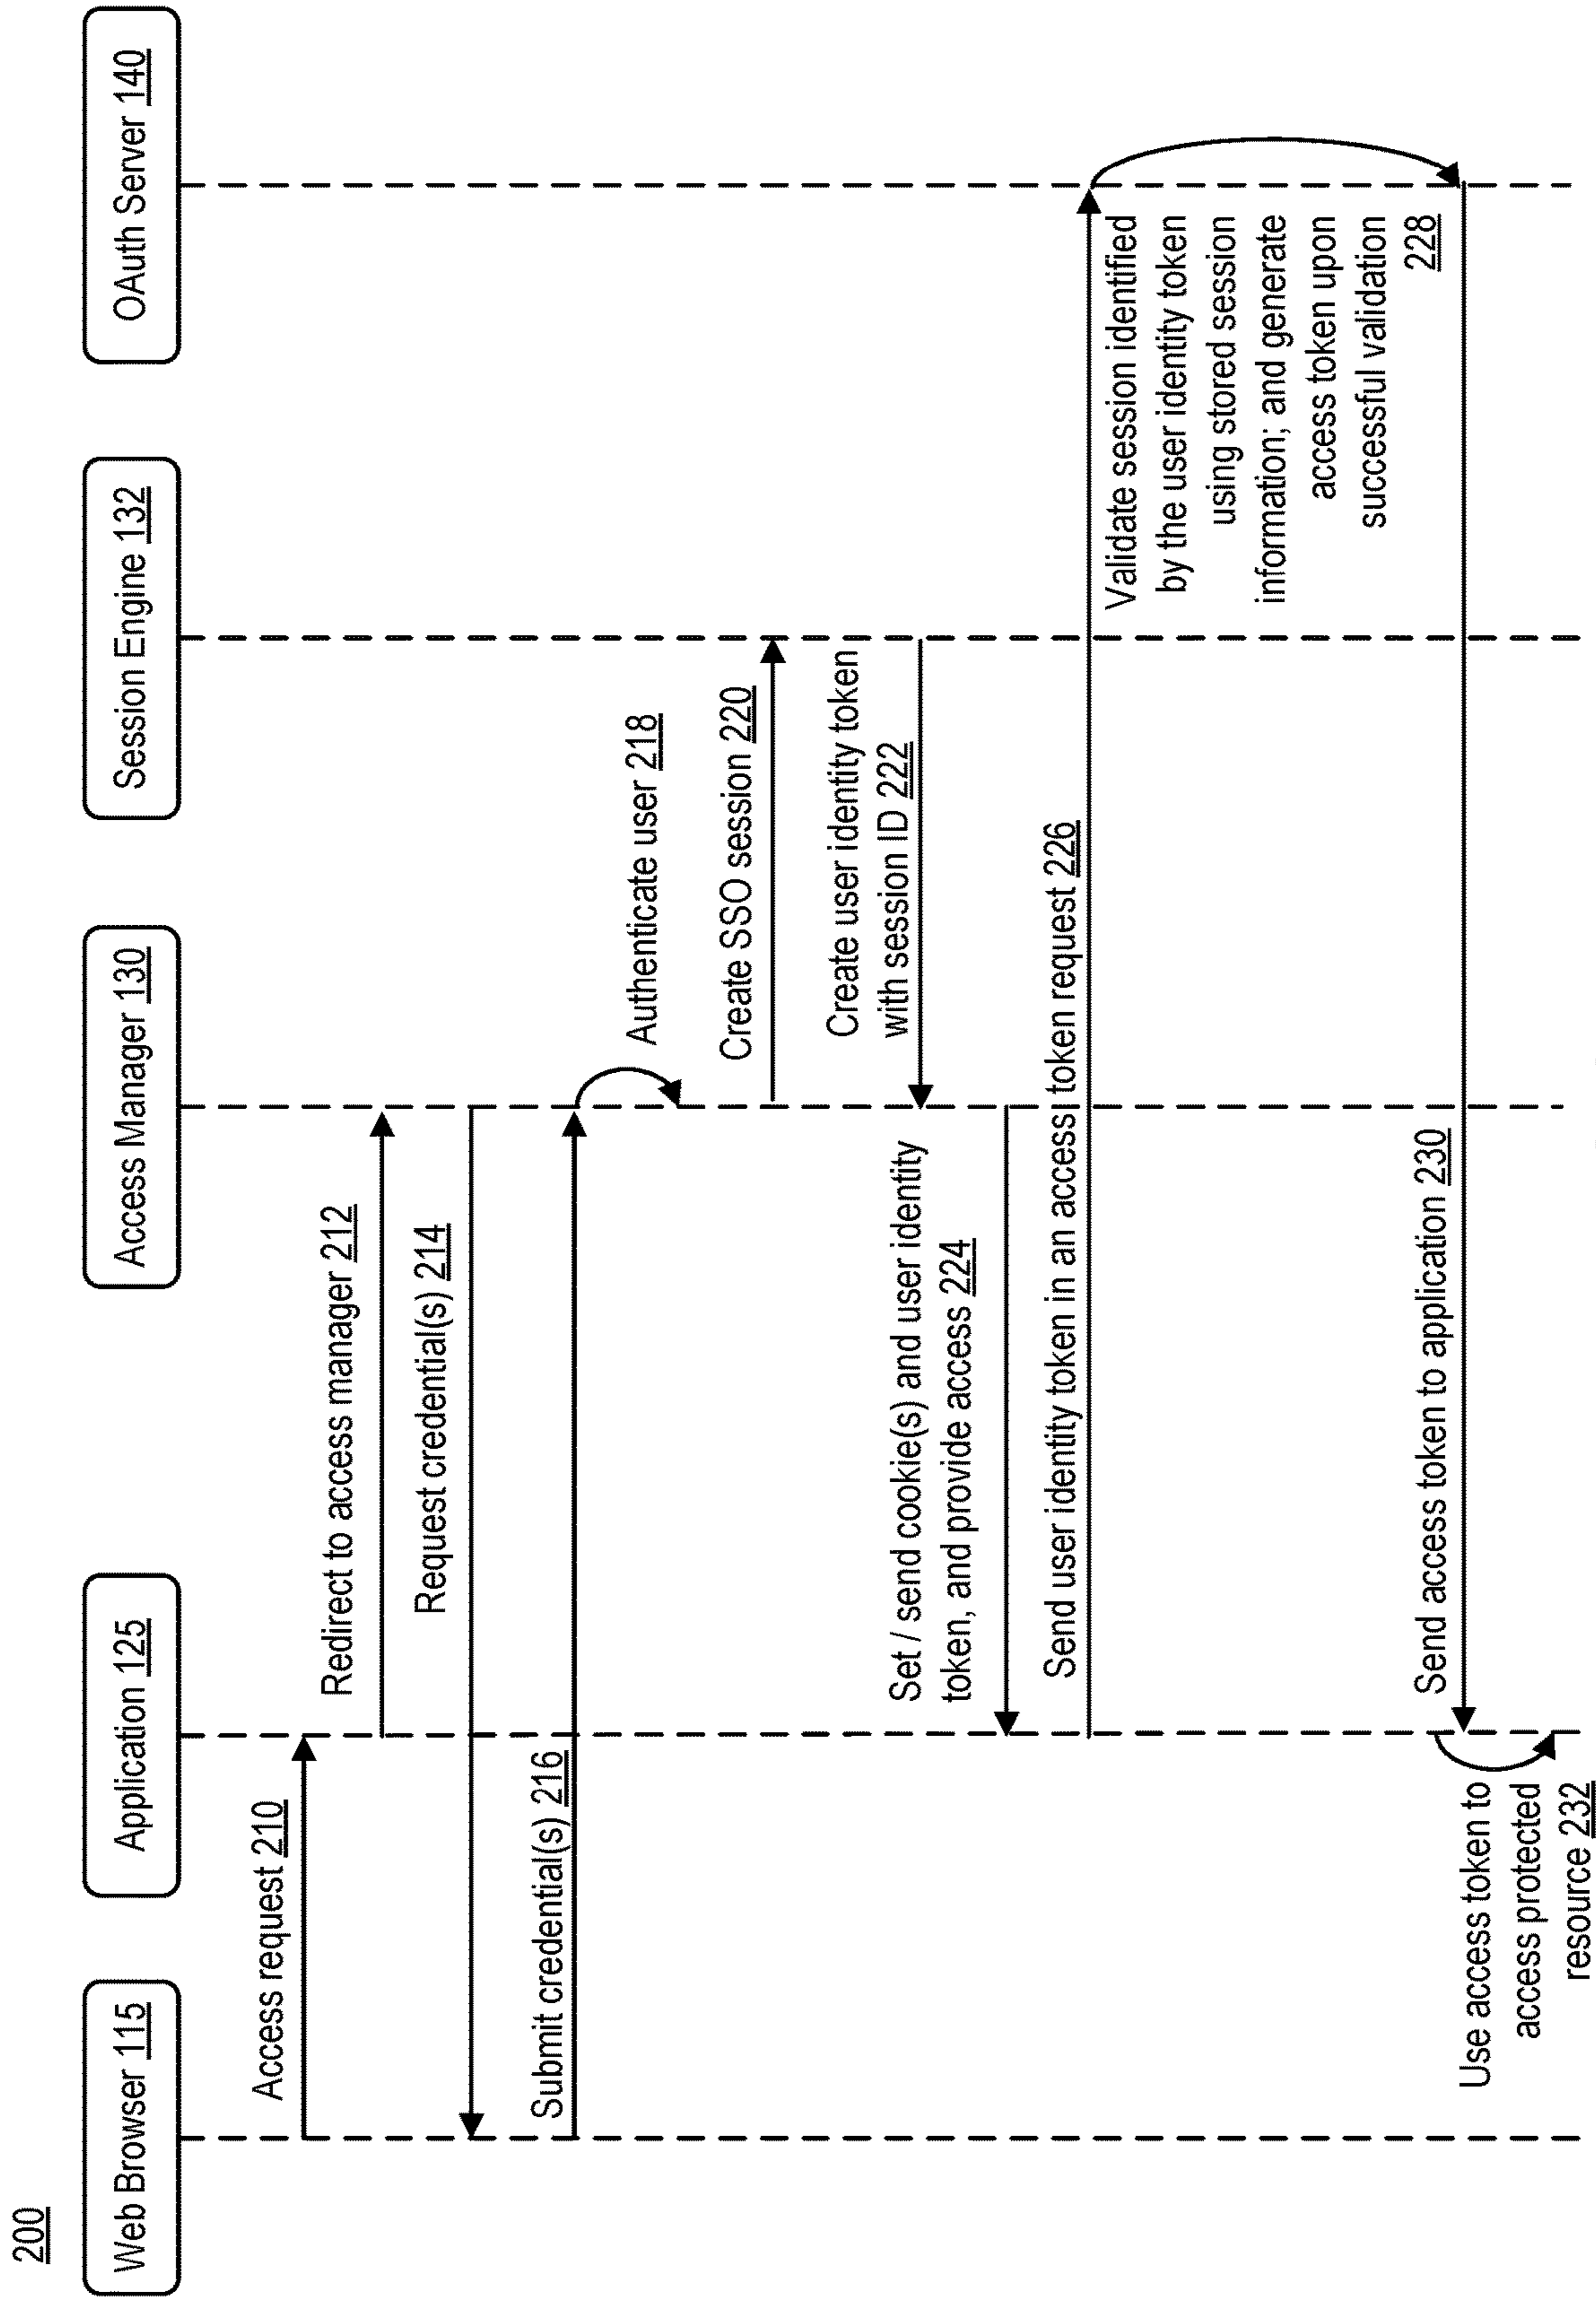 200
Web Browser 115
Application 125
Access Manager 130
Session Engine 132
OAuth Server 140
Access request 210
Redirect to access manager 212
Request credential(s) 214
Submit credential(s) 216
Authenticate user 218
Create SSO session 220
Create user identity token
with session ID 222
Set / send cookie(s) and user identity
token, and provide access 224
Send user identity token in an access token request 226
Validate session identified
by the user identity token
using stored session
information; and generate
access token upon
successful validation
228
Send access token to application 230
Use access token to
access protected
resource 232